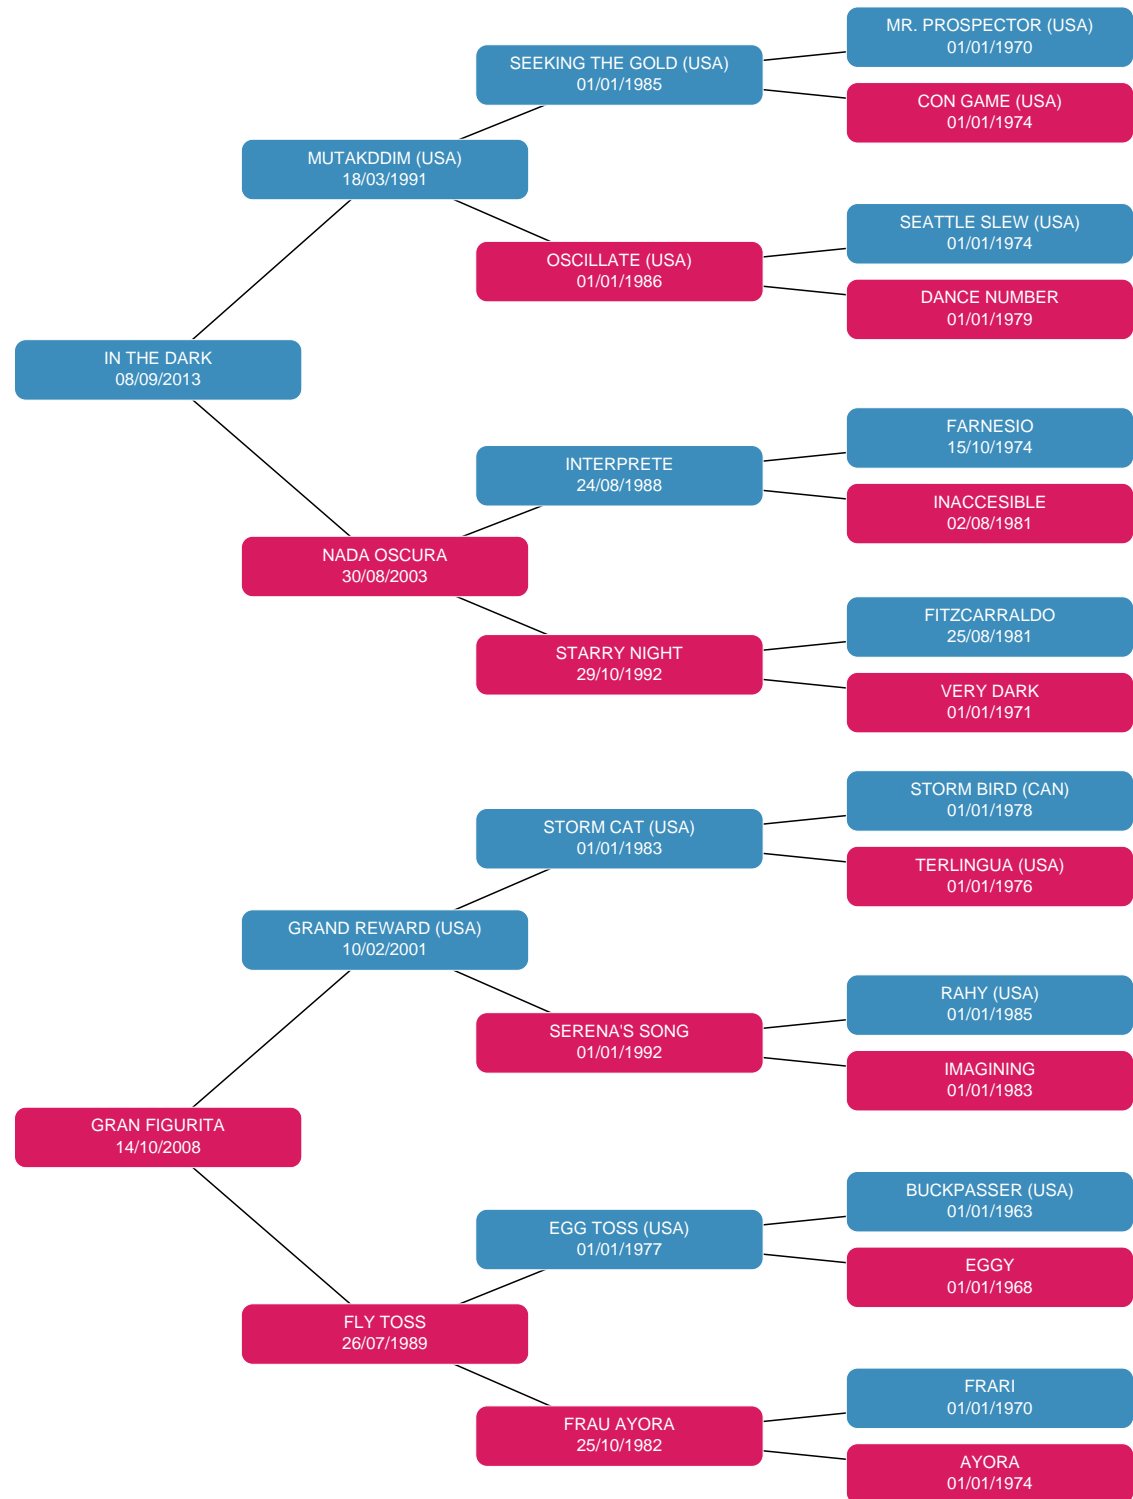 MR. PROSPECTOR (USA)
01/01/1970
SEEKING THE GOLD (USA)
01/01/1985
CON GAME (USA)
01/01/1974
MUTAKDDIM (USA)
18/03/1991
SEATTLE SLEW (USA)
01/01/1974
OSCILLATE (USA)
01/01/1986
DANCE NUMBER
01/01/1979
IN THE DARK
08/09/2013
FARNESIO
15/10/1974
INTERPRETE
24/08/1988
INACCESIBLE
02/08/1981
NADA OSCURA
30/08/2003
FITZCARRALDO
25/08/1981
STARRY NIGHT
29/10/1992
VERY DARK
01/01/1971
STORM BIRD (CAN)
01/01/1978
STORM CAT (USA)
01/01/1983
TERLINGUA (USA)
01/01/1976
GRAND REWARD (USA)
10/02/2001
RAHY (USA)
01/01/1985
SERENA'S SONG
01/01/1992
IMAGINING
01/01/1983
GRAN FIGURITA
14/10/2008
BUCKPASSER (USA)
01/01/1963
EGG TOSS (USA)
01/01/1977
EGGY
01/01/1968
FLY TOSS
26/07/1989
FRARI
01/01/1970
FRAU AYORA
25/10/1982
AYORA
01/01/1974